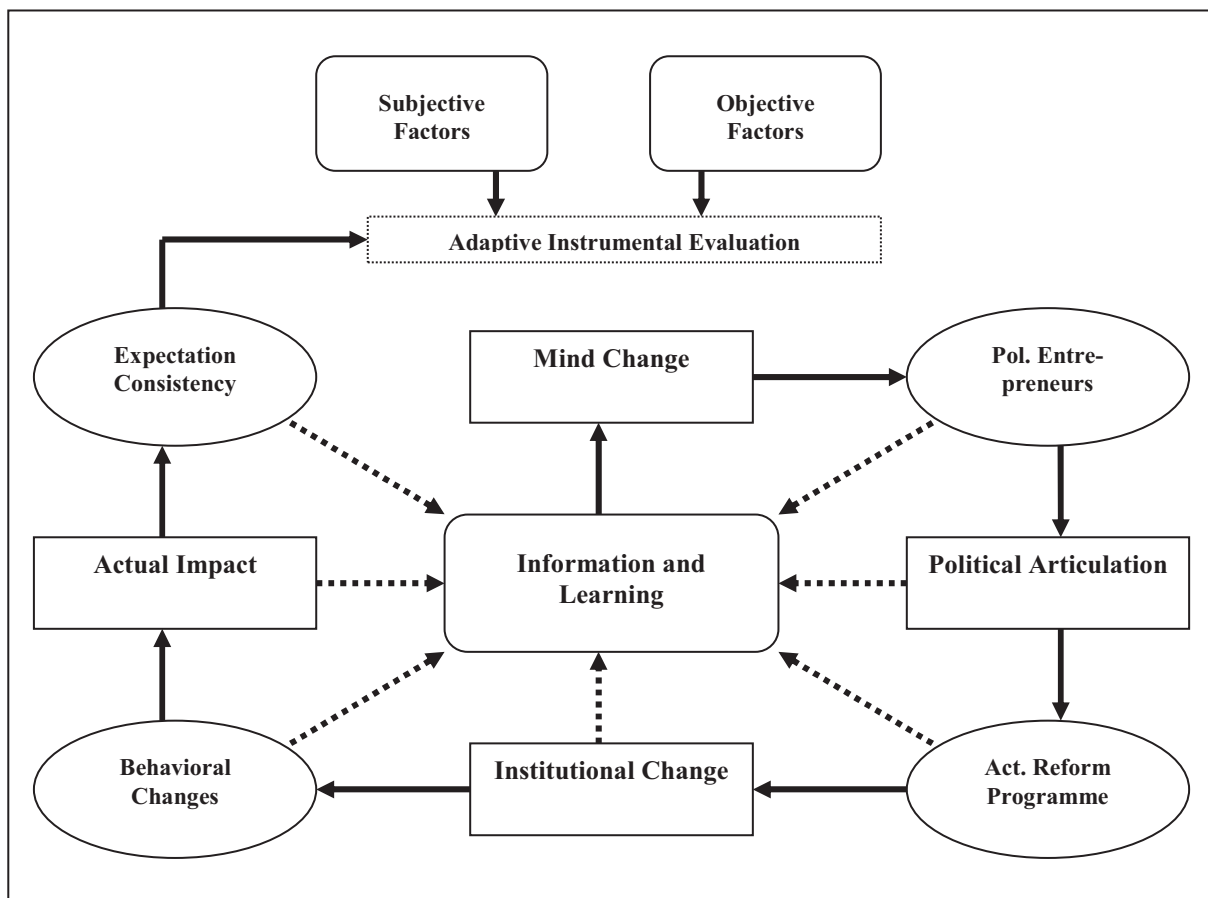 Subjective
Factors
Objective
Factors
Adaptive Instrumental Evaluation
Expectation
Consistency
Mind Change
Pol. Entre-
preneurs
Actual Impact
Information and
Learning
Political Articulation
Behavioral
Changes
Institutional Change
Act. Reform
Programme